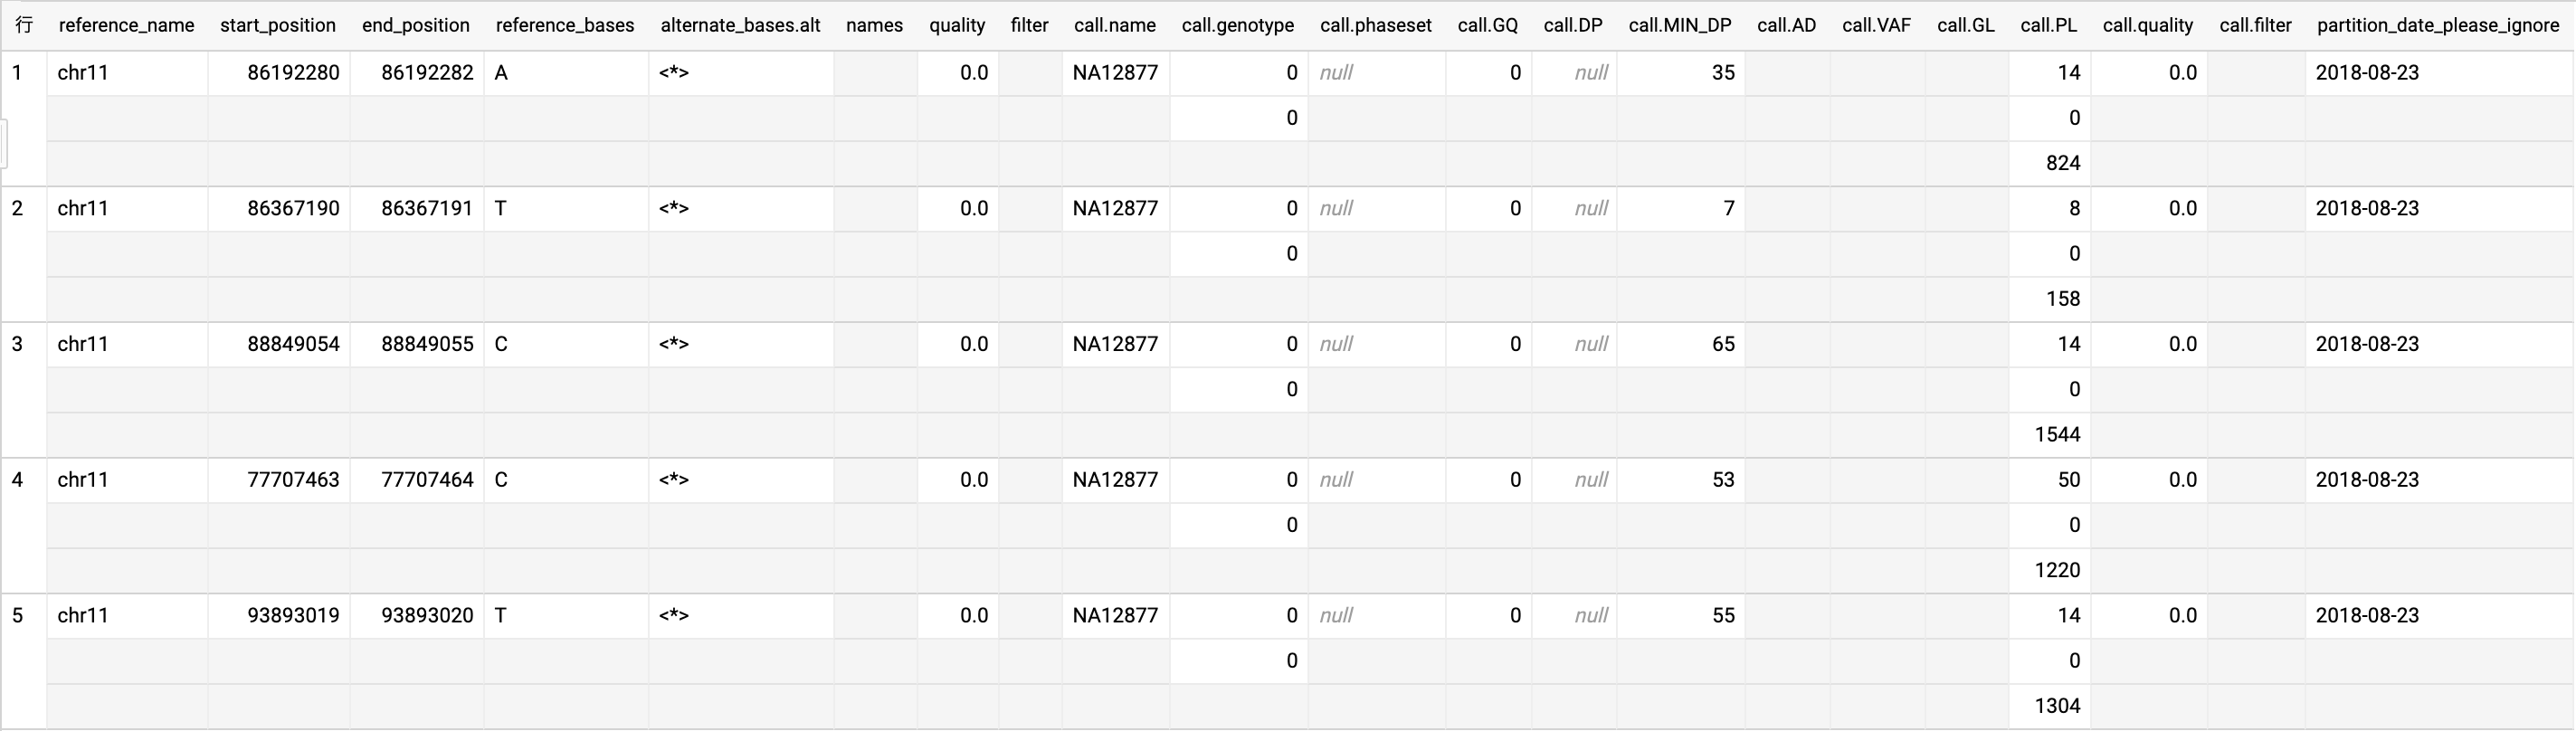 行 reference_name start_position end_position reference_bases alternate_bases.alt names quality filter call.name call.genotype call.phaseset call.GQ call.DP call.MIN_DP call.AD call.VAF call.GL call.PL call.quality call.filter partition_date_please_ignore
1 chr11 86192280 86192282 A <*> 0.0 NA12877 0 null 0 null 35 14 0.0 2018-08-23
0 0
824
2 chr11 86367190 86367191 T <*> 0.0 NA12877 0 null 0 null 7 8 0.0 2018-08-23
0 0
158
3 chr11 88849054 88849055 C <*> 0.0 NA12877 0 null 0 null 65 14 0.0 2018-08-23
0 0
1544
4 chr11 77707463 77707464 C <*> 0.0 NA12877 0 null 0 null 53 50 0.0 2018-08-23
0 0
1220
5 chr11 93893019 93893020 T <*> 0.0 NA12877 0 null 0 null 55 14 0.0 2018-08-23
0 0
1304